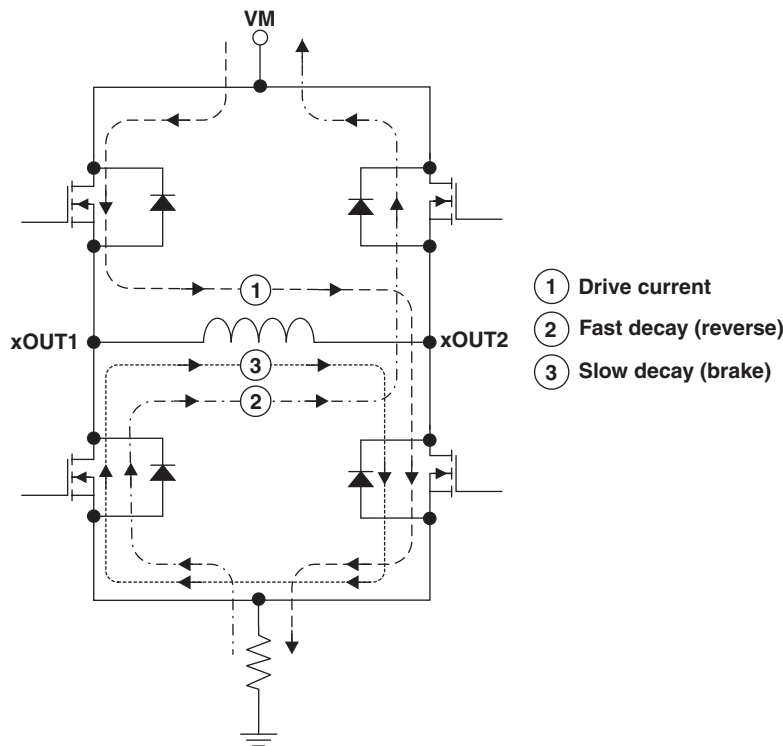 VM
1
xOUT1
xOUT2
3
2
1 Drive current
2 Fast decay (reverse)
3 Slow decay (brake)